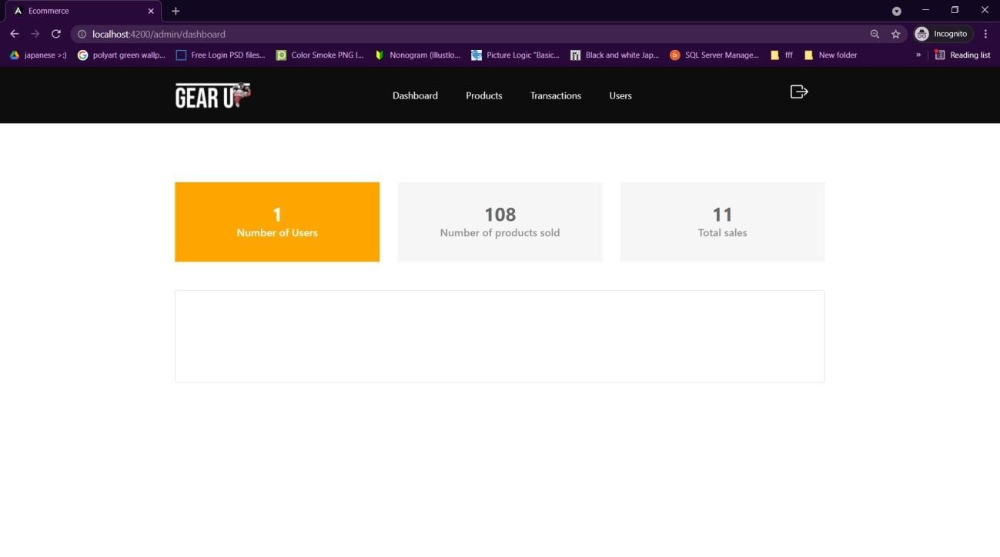 Ecommerce
localhost:4200/admin/dashboard
Incognito
japanese >:)
polyart green wallp...
Free Login PSD files...
Color Smoke PNG I...
Nonogram (Illustlo...
Picture Logic "Basic...
Black and white Jap...
SQL Server Manage...
fff
New folder
»
Reading list
GEAR UP
Dashboard
Products
Transactions
Users
1
Number of Users
108
Number of products sold
11
Total sales